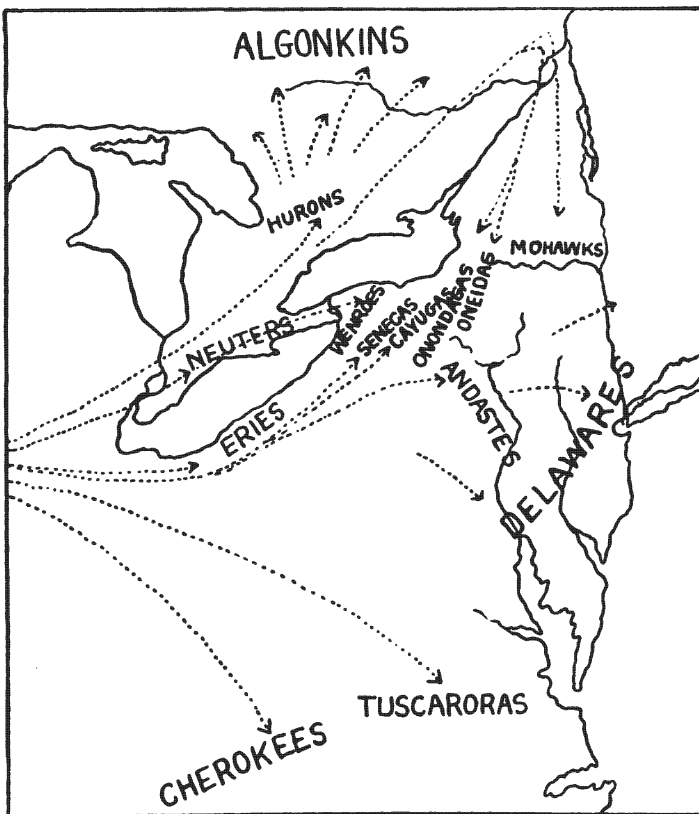 ALGONKINS
HURONS
MOHAWKS
NEUTERS
WENROES
SENECAS
CAYUGAS
ONONDAGAS
ONEIDAS
ANDASTES
ERIES
DELAWARES
TUSCARORAS
CHEROKEES